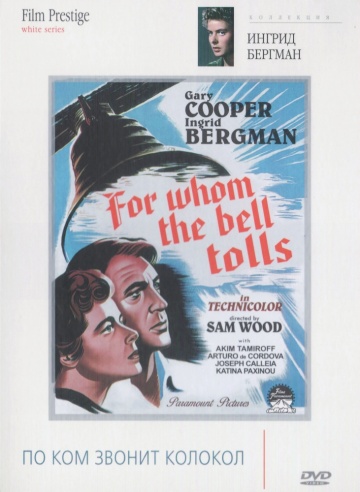 Film Prestige
white series
КОЛЛЕКЦИЯ
ИНГРИД
БЕРГМАН
Gary
COOPER
Ingrid
BERGMAN
For whom
the bell
tolls
in
TECHNICOLOR
directed by
SAM WOOD
with
AKIM TAMIROFF
ARTURO de CORDOVA
JOSEPH CALLEIA
KATINA PAXINOU
Paramount Pictures
ПО КОМ ЗВОНИТ КОЛОКОЛ
DVD
VIDEO